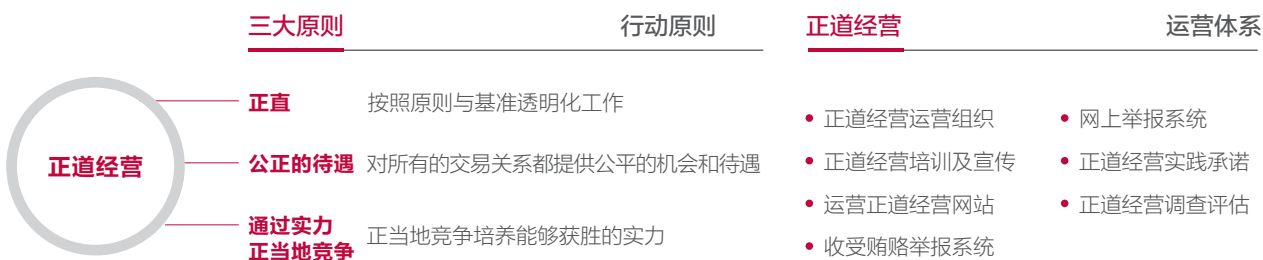 三大原则 行动原则
正道经营 运营体系
正道经营
正直 按照原则与基准透明化工作
公正的待遇 对所有的交易关系都提供公平的机会和待遇
通过实力
正当地竞争
正当地竞争培养能够获胜的实力
• 正道经营运营组织
• 正道经营培训及宣传
• 运营正道经营网站
• 收受贿赂举报系统
• 网上举报系统
• 正道经营实践承诺
• 正道经营调查评估